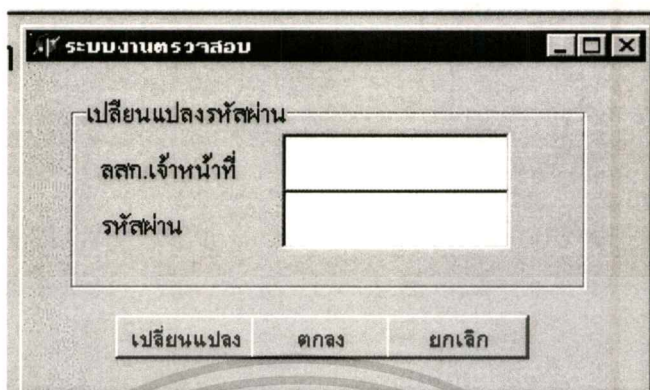 ระบบงานตรวจสอบ
เปลี่ยนแปลงรหัสผ่าน
ลสก.เจ้าหน้าที่
รหัสผ่าน
เปลี่ยนแปลง ตกลง ยกเลิก